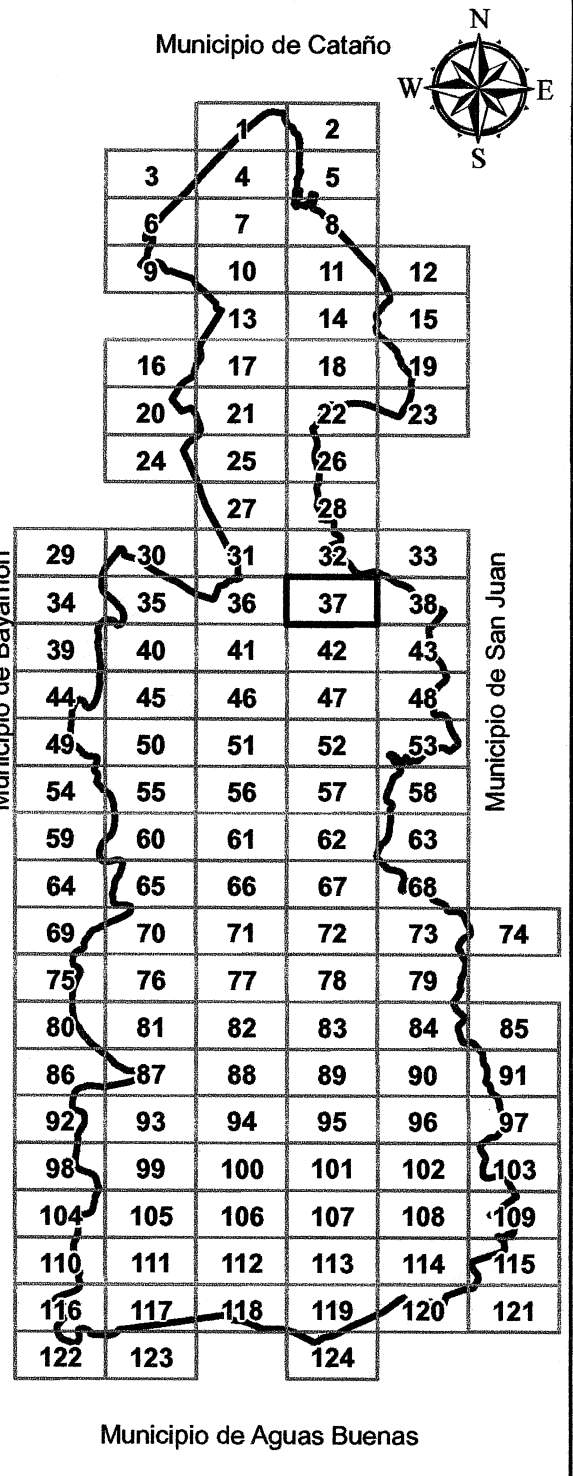 Municipio de Cataño
N
W E
S
1 2
3 4 5
6 7 8
9 10 11 12
13 14 15
16 17 18 19
20 21 22 23
24 25 26
27 28
29 30 31 32 33
34 35 36 37 38
39 40 41 42 43
44 45 46 47 48
49 50 51 52 53
54 55 56 57 58
59 60 61 62 63
64 65 66 67 68
69 70 71 72 73 74
75 76 77 78 79
80 81 82 83 84 85
86 87 88 89 90 91
92 93 94 95 96 97
98 99 100 101 102 103
104 105 106 107 108 109
110 111 112 113 114 115
116 117 118 119 120 121
122 123 124
Municipio de Bayamón
Municipio de San Juan
Municipio de Aguas Buenas